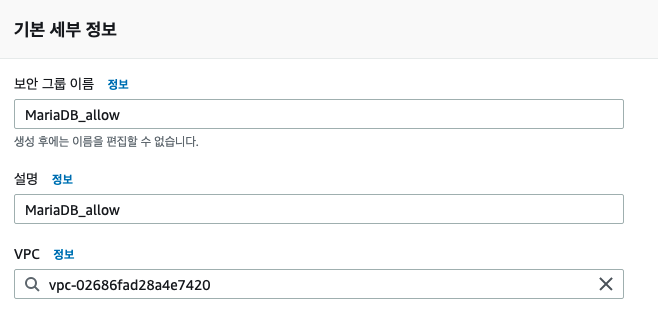 기본 세부 정보
보안 그룹 이름 정보
MariaDB_allow
생성 후에는 이름을 편집할 수 없습니다.
설명 정보
MariaDB_allow
VPC 정보
vpc-02686fad28a4e7420